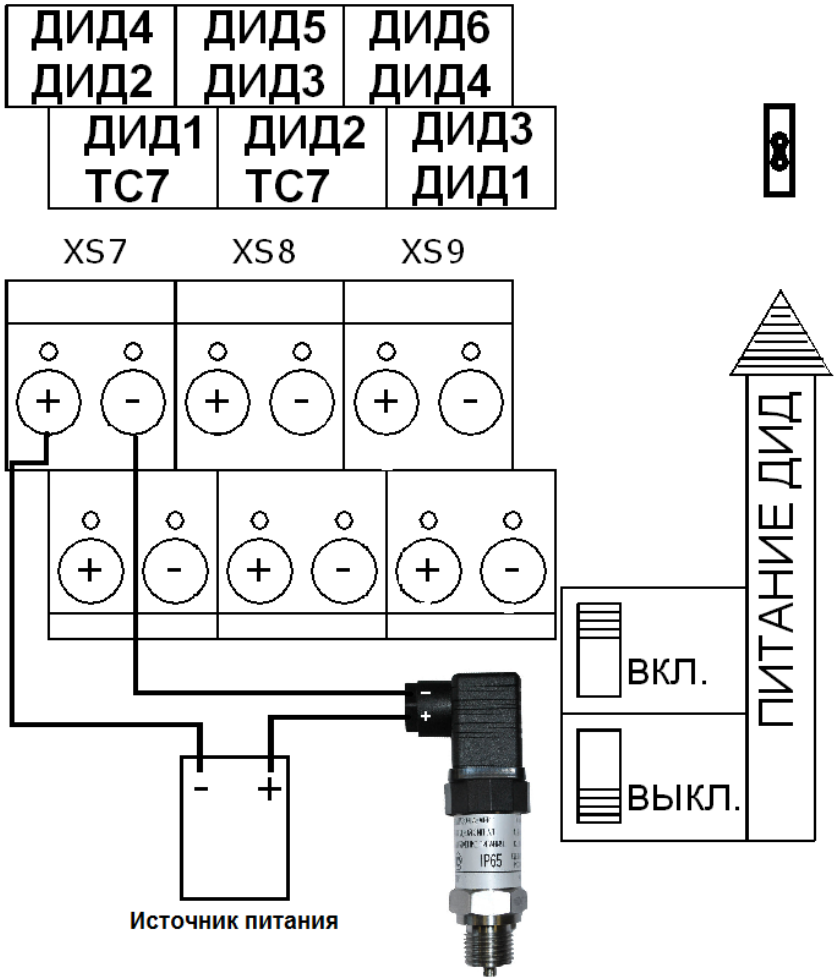 ДИД4 ДИД5 ДИД6
ДИД2 ДИД3 ДИД4
ДИД1 ДИД2 ДИД3
ТС7 ТС7 ДИД1
XS7 XS8 XS9
+ - + - + -
+ - + - + -
ПИТАНИЕ ДИД
ВКЛ.
ВЫКЛ.
-
+
- +
IP65
Источник питания